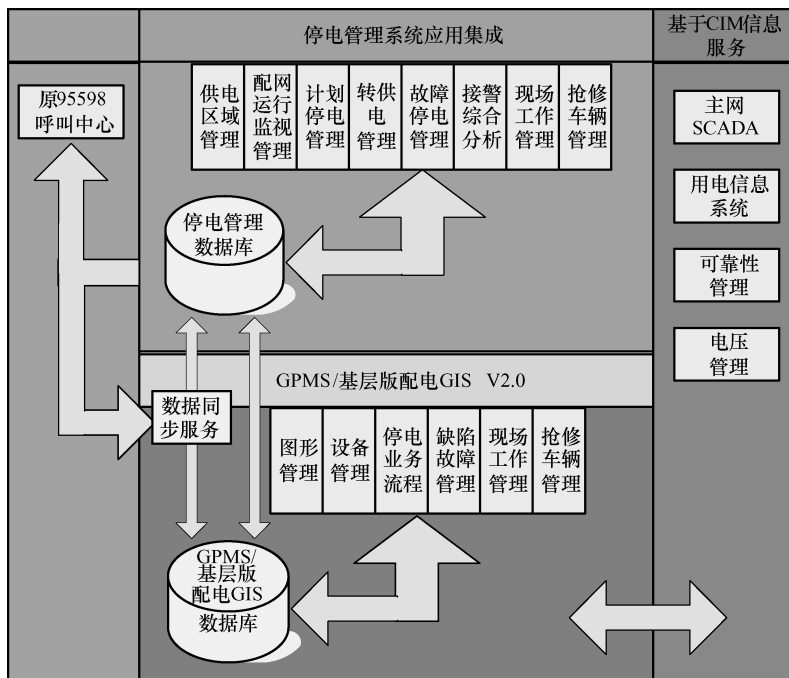 停电管理系统应用集成
基于CIM信息
服务
原95598
呼叫中心
供电
区域
管理
配网
运行
监视
管理
计划
停电
管理
转供
电
管理
故障
停电
管理
接警
综合
分析
现场
工作
管理
抢修
车辆
管理
主网
SCADA
用电信息
系统
可靠性
管理
电压
管理
停电管理
数据库
GPMS/基层版配电GIS V2.0
数据同
步服务
图形
管理
设备
管理
停电
业务
流程
缺陷
故障
管理
现场
工作
管理
抢修
车辆
管理
GPMS/
基层版
配电GIS
数据库